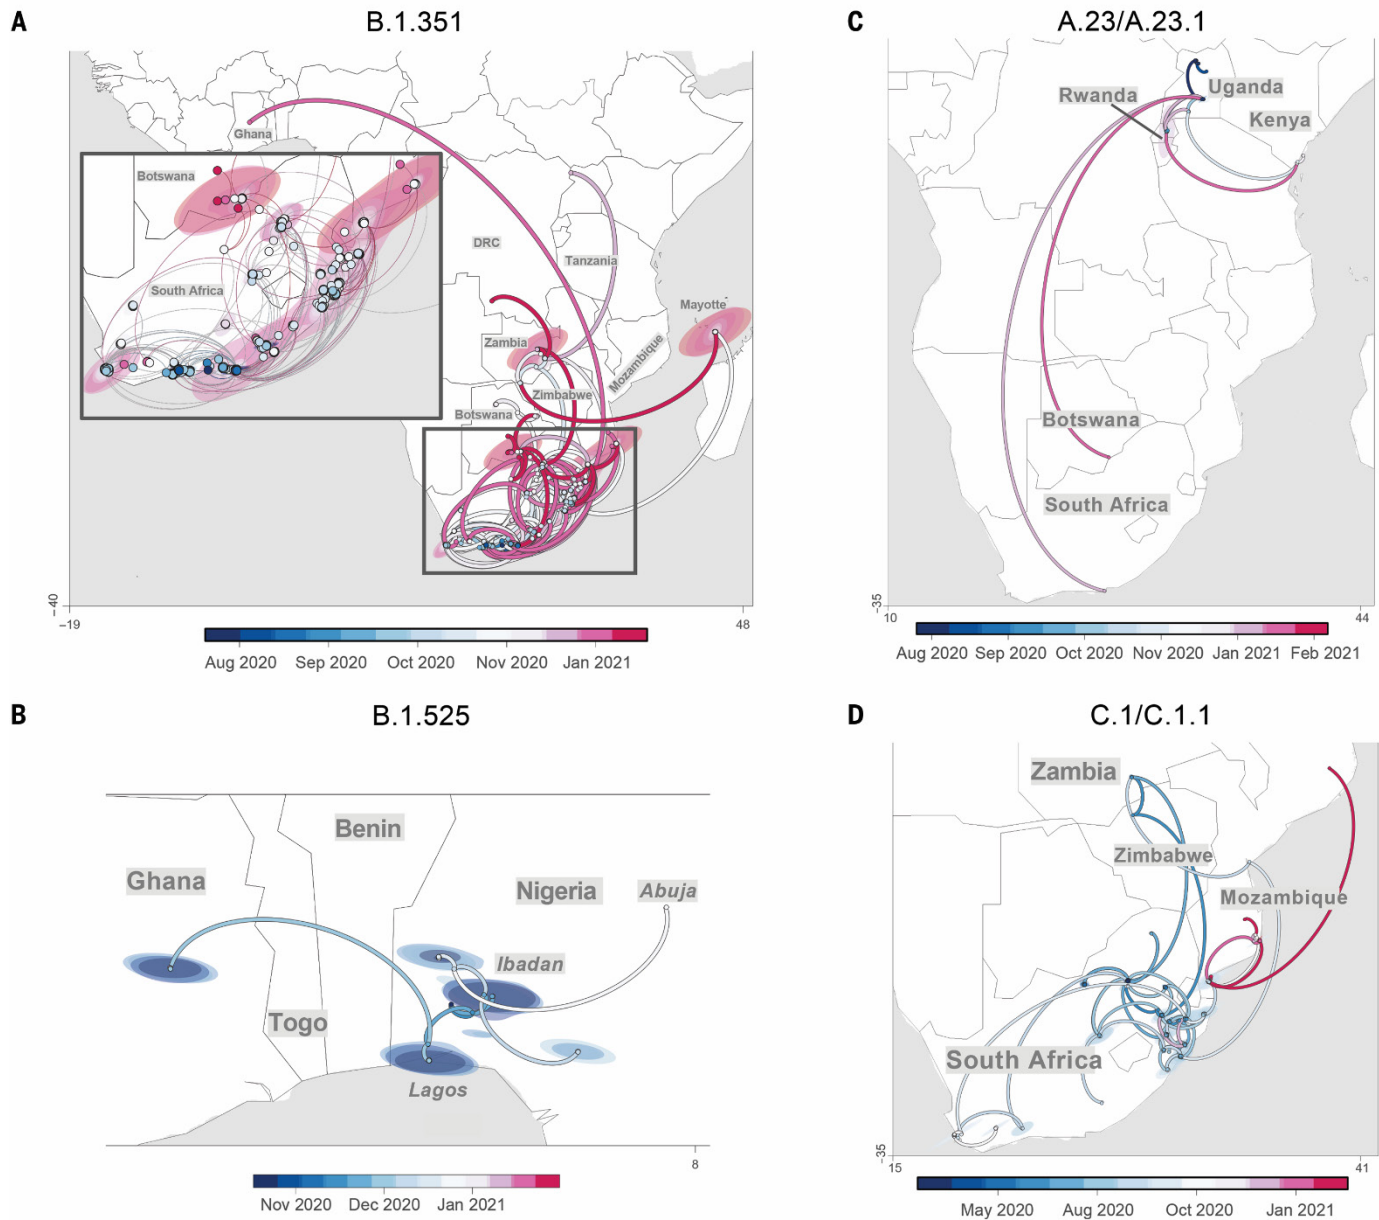 A
B.1.351
Ghana
Botswana
South Africa
DRC
Tanzania
Mayotte
Zambia
Mozambique
Zimbabwe
Botswana
-40
-19
48
Aug 2020 Sep 2020 Oct 2020 Nov 2020 Jan 2021
C
A.23/A.23.1
Uganda
Rwanda
Kenya
Botswana
South Africa
-35
10
44
Aug 2020 Sep 2020 Oct 2020 Nov 2020 Jan 2021 Feb 2021
B
B.1.525
Benin
Ghana
Nigeria
Abuja
Ibadan
Togo
Lagos
8
Nov 2020 Dec 2020 Jan 2021
D
C.1/C.1.1
Zambia
Zimbabwe
Mozambique
South Africa
-35
15
41
May 2020 Aug 2020 Oct 2020 Jan 2021